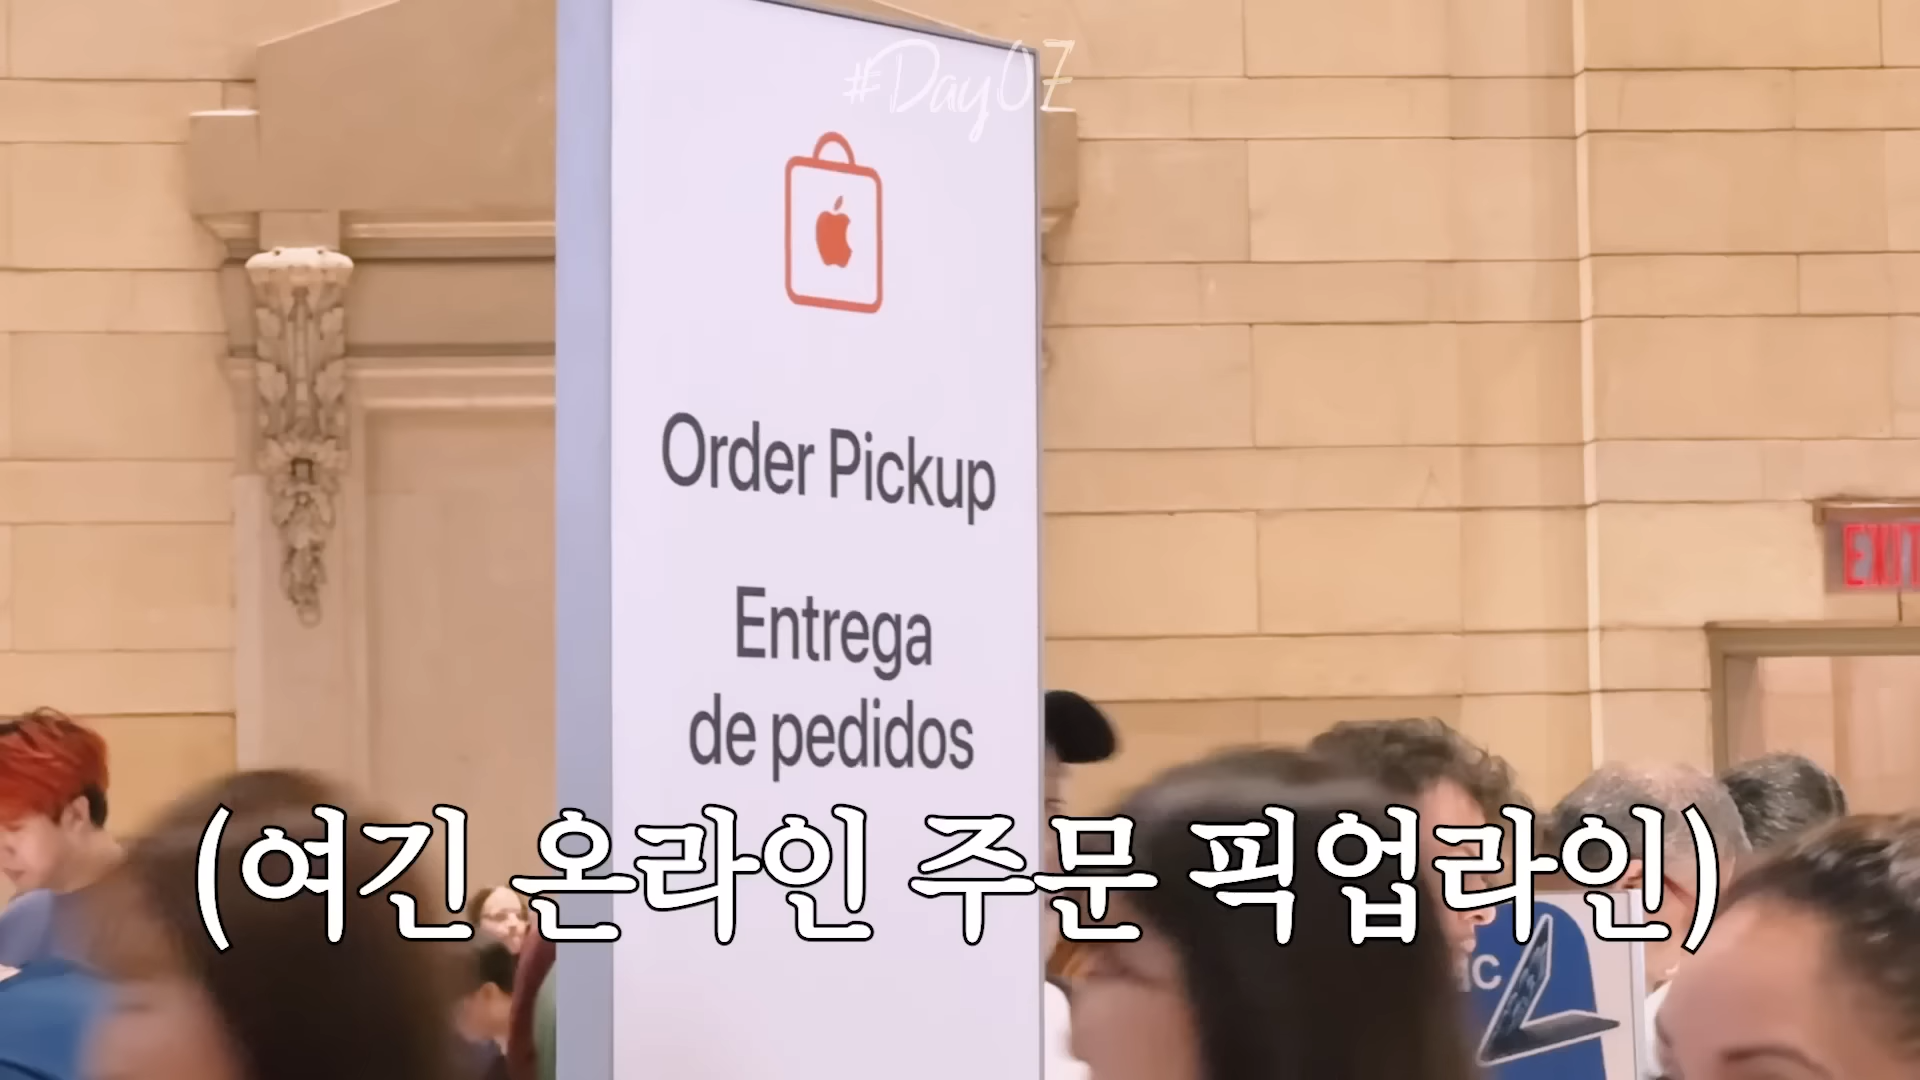 #Day07
Order Pickup
EXIT
Entrega
de pedidos
(여긴 온라인 주문 픽업라인)